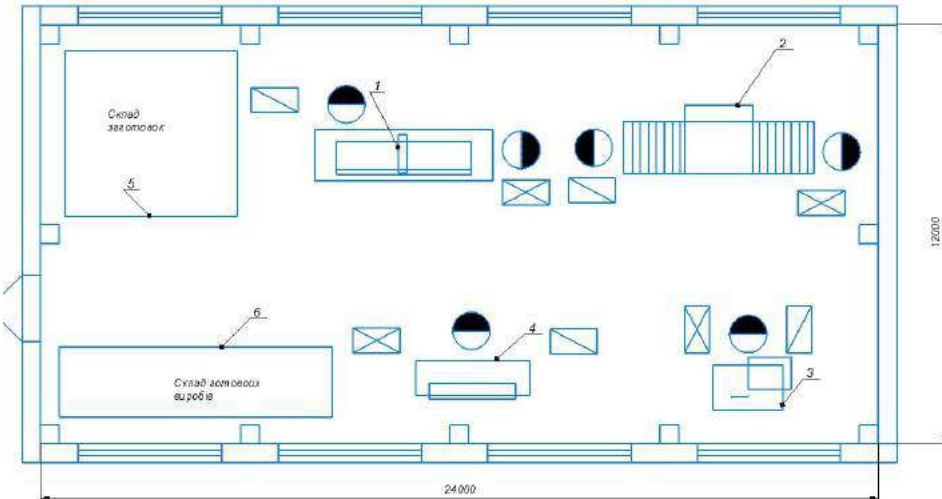 1
2
Склад
заготовок
5
12000
6
4
Склад готових
виробів
3
24000